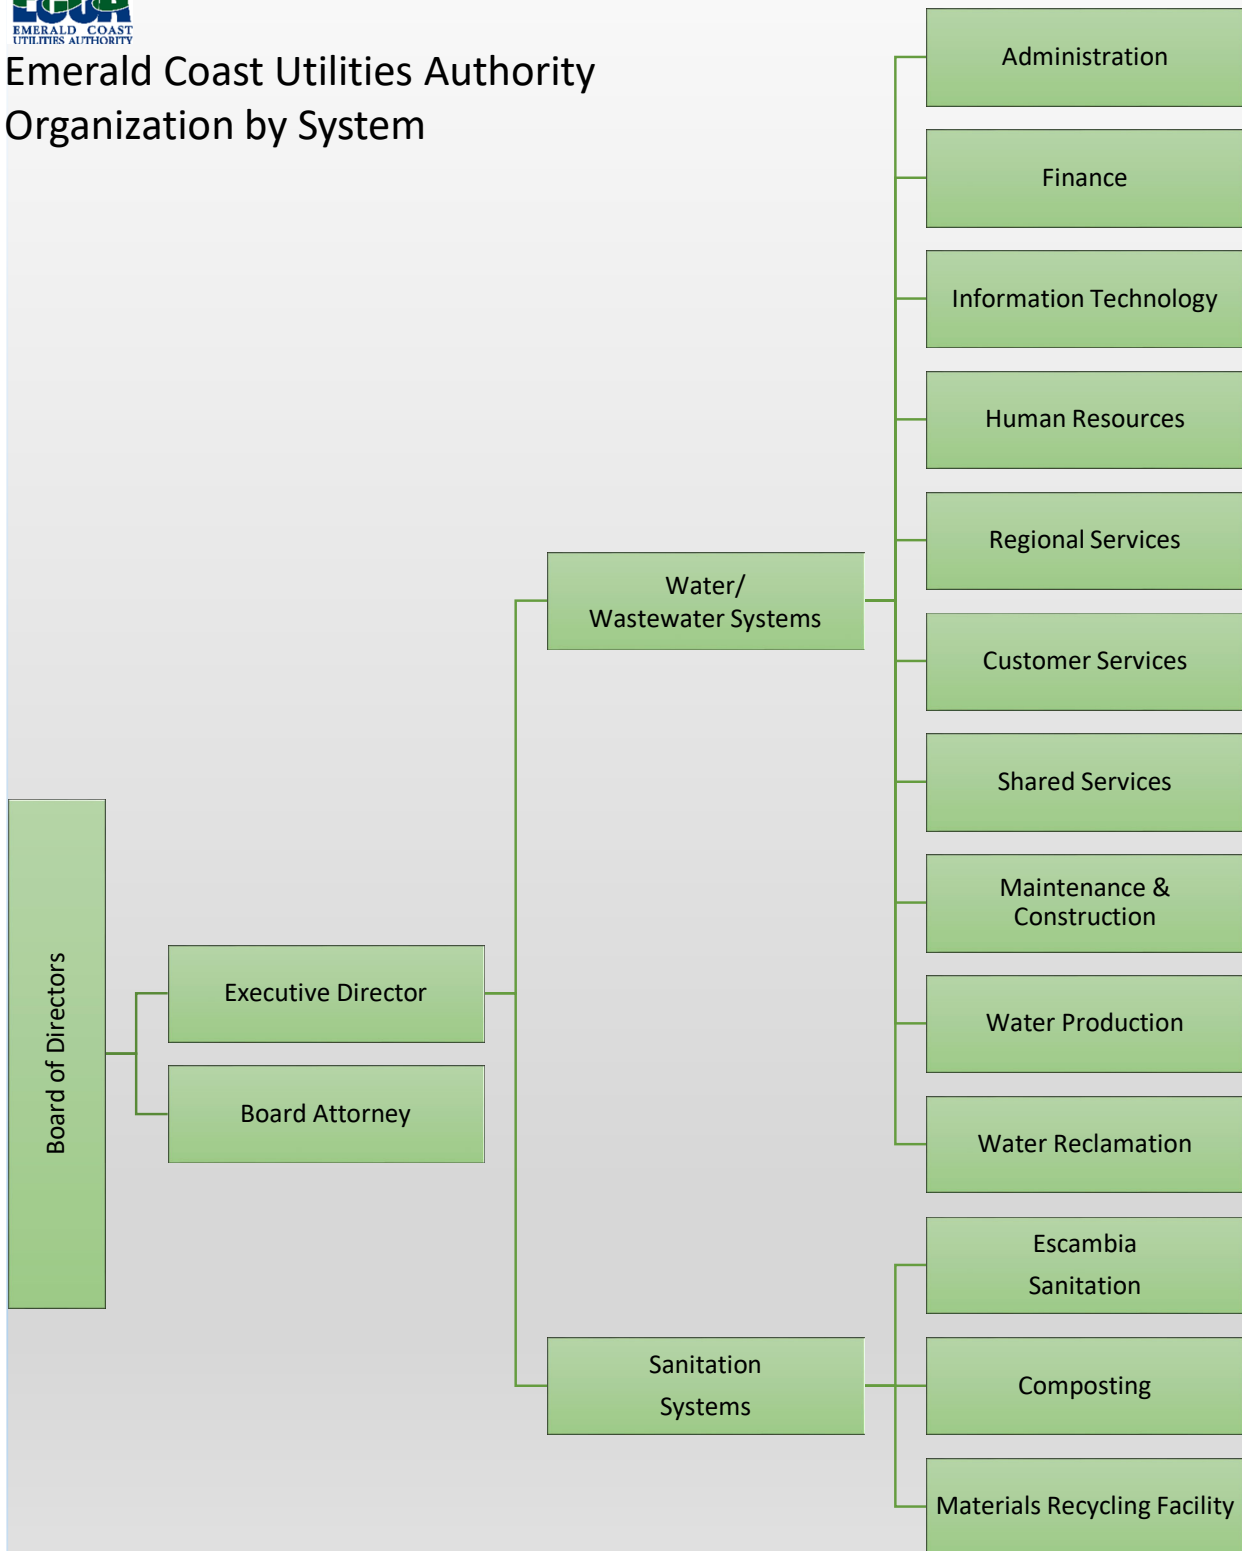 ECUA
EMERALD COAST
UTILITIES AUTHORITY
Emerald Coast Utilities Authority
Organization by System
Board of Directors
Executive Director
Board Attorney
Water/
Wastewater Systems
Sanitation
Systems
Administration
Finance
Information Technology
Human Resources
Regional Services
Customer Services
Shared Services
Maintenance &
Construction
Water Production
Water Reclamation
Escambia
Sanitation
Composting
Materials Recycling Facility